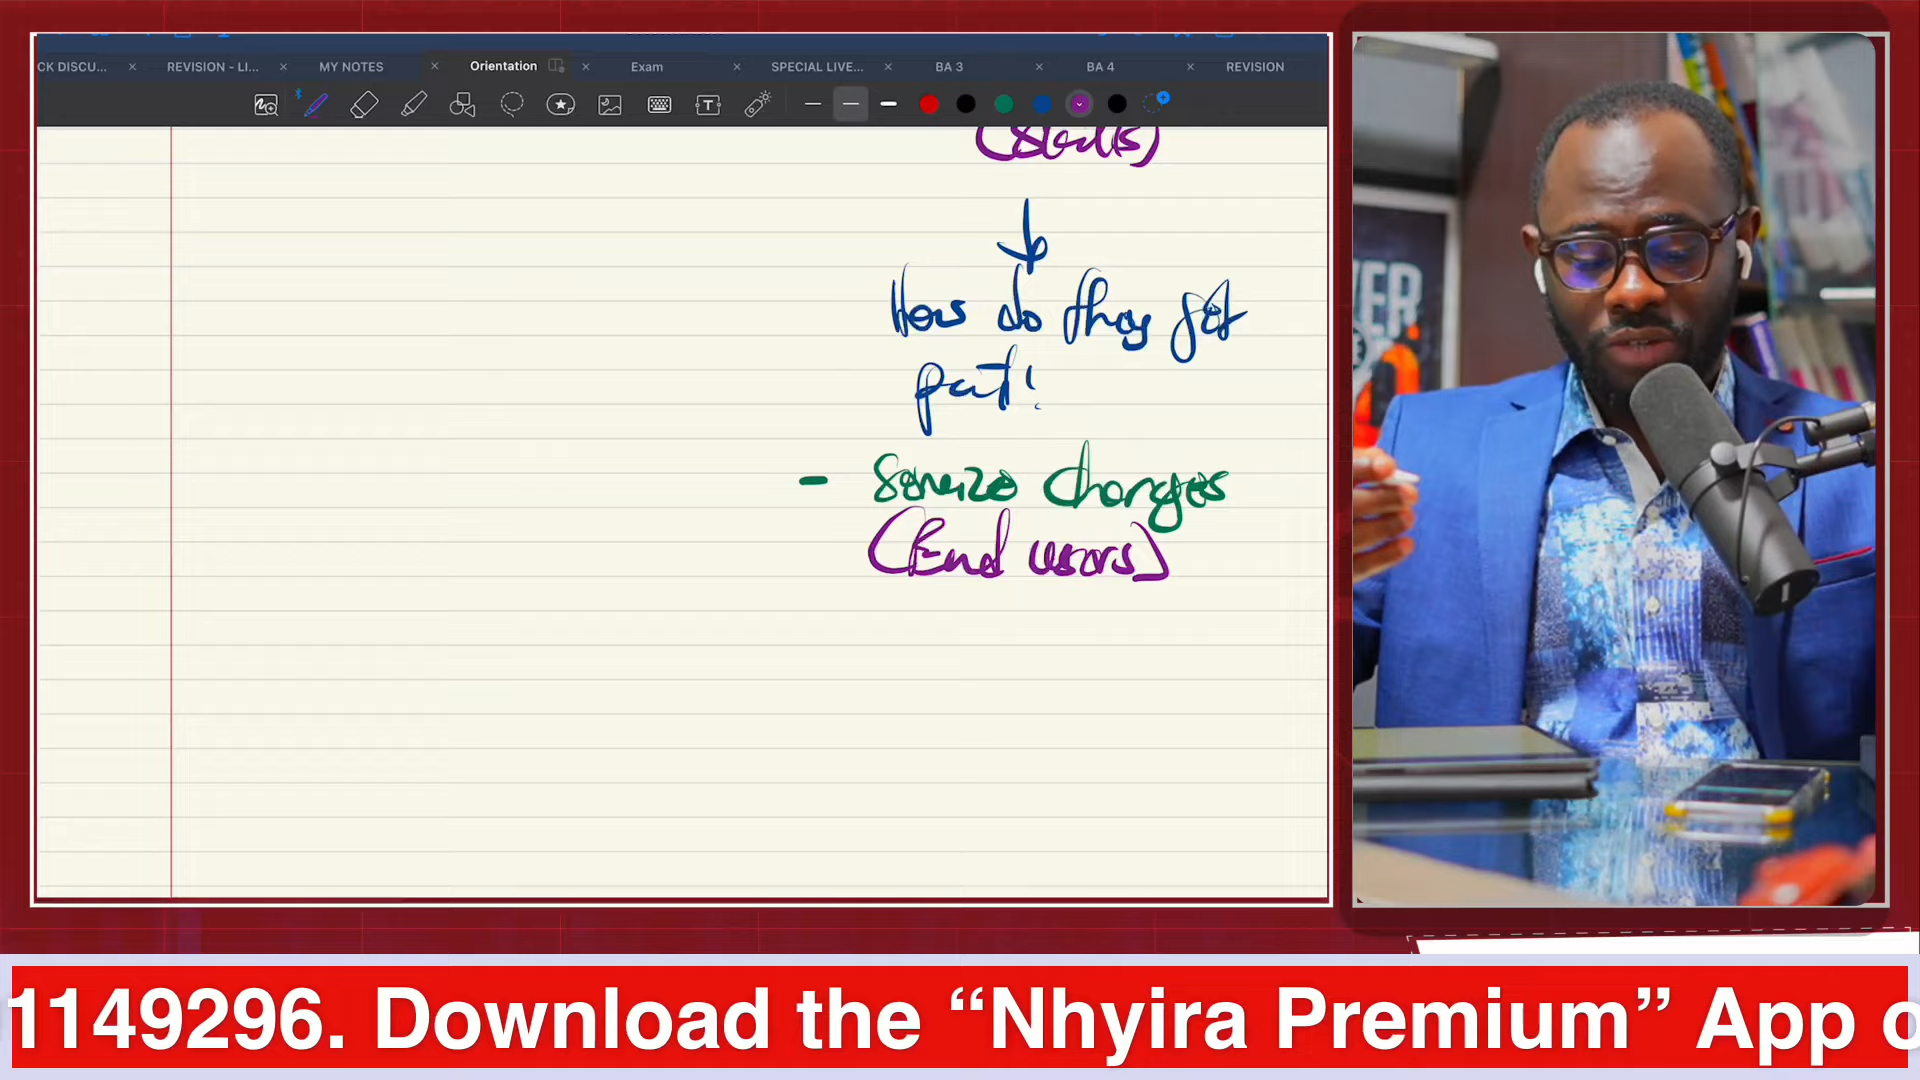 CK DISCU...
REVISION - LI...
MY NOTES
Orientation
Exam
SPECIAL LIVE...
BA 3
BA 4
REVISION
How do they get
paid?
- Service charges
(End users)
VER
1149296. Download the “Nhyira Premium” App o